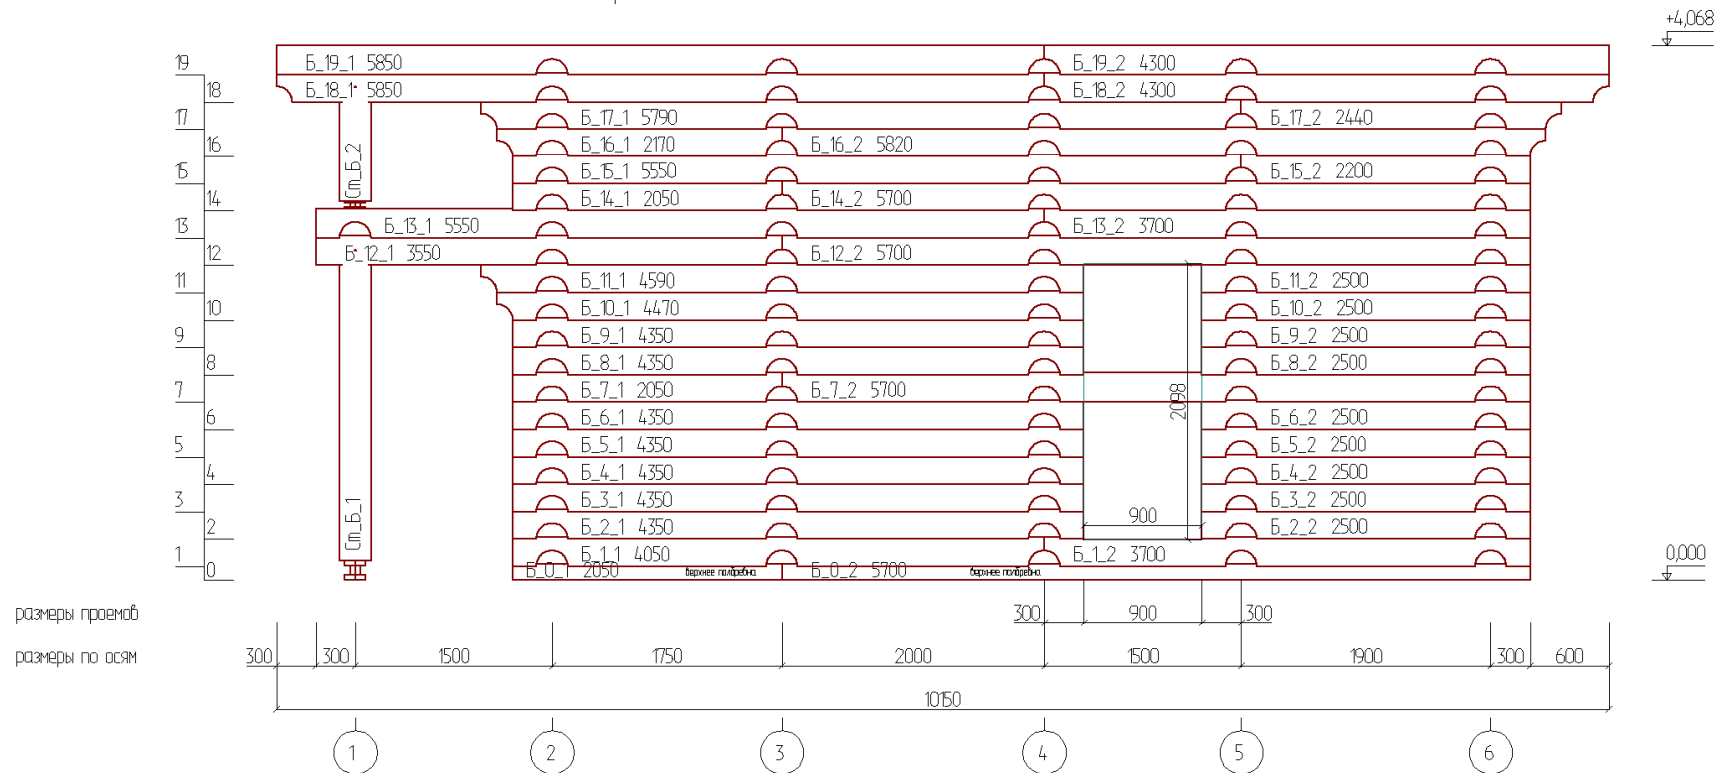 +4,068
19 Б_19_1 5850 Б_19_2 4300
18 Б_18_1 5850 Б_18_2 4300
17 Б_17_1 5790 Б_17_2 2440
16 Б_16_1 2170 Б_16_2 5820
15 Б_15_1 5550 Б_15_2 2200
Ст_Б_2
14 Б_14_1 2050 Б_14_2 5700
13 Б_13_1 5550 Б_13_2 3700
12 Б_12_1 3550 Б_12_2 5700
11 Б_11_1 4590 Б_11_2 2500
10 Б_10_1 4470 Б_10_2 2500
9 Б_9_1 4350 Б_9_2 2500
8 Б_8_1 4350 Б_8_2 2500
7 Б_7_1 2050 Б_7_2 5700
2098
6 Б_6_1 4350 Б_6_2 2500
5 Б_5_1 4350 Б_5_2 2500
4 Б_4_1 4350 Б_4_2 2500
3 Б_3_1 4350 Б_3_2 2500
900
Ст_Б_1
2 Б_2_1 4350 Б_2_2 2500
1 Б_1_1 4050 Б_1_2 3700 0,000
0 Б_0_1 2050 верхнее полбревна Б_0_2 5700 верхнее полбревна
размеры проемов 300 900 300
размеры по осям 300 300 1500 1750 2000 1500 1900 300 600
10150
1 2 3 4 5 6